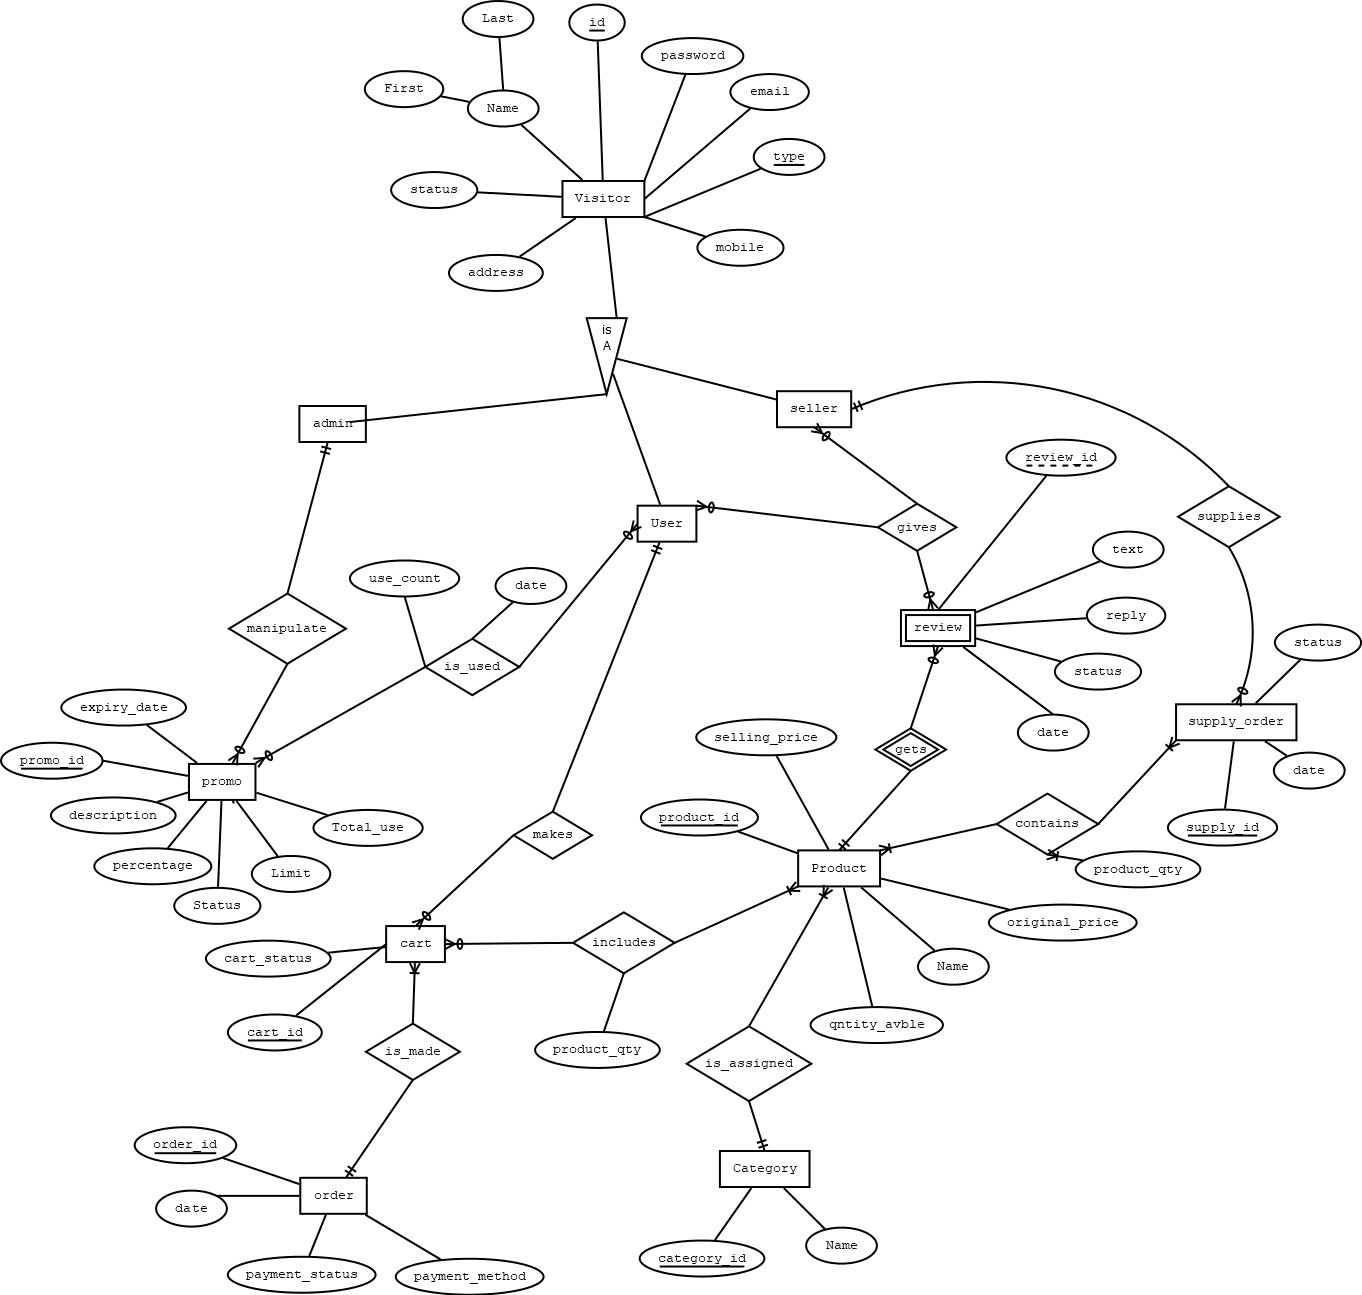 Last
id
password
First
Name
email
type
status
Visitor
mobile
address
is
A
seller
admin
review_id
supplies
User
gives
text
use_count
date
reply
manipulate
review
status
is_used
status
expiry_date
supply_order
date
selling_price
gets
promo_id
promo
date
description
Total_use
product_id
contains
supply_id
makes
percentage
Limit
Product
product_qty
Status
original_price
cart
includes
cart_status
Name
qntity_avble
cart_id
is_made
product_qty
is_assigned
order_id
Category
order
date
Name
category_id
payment_status
payment_method